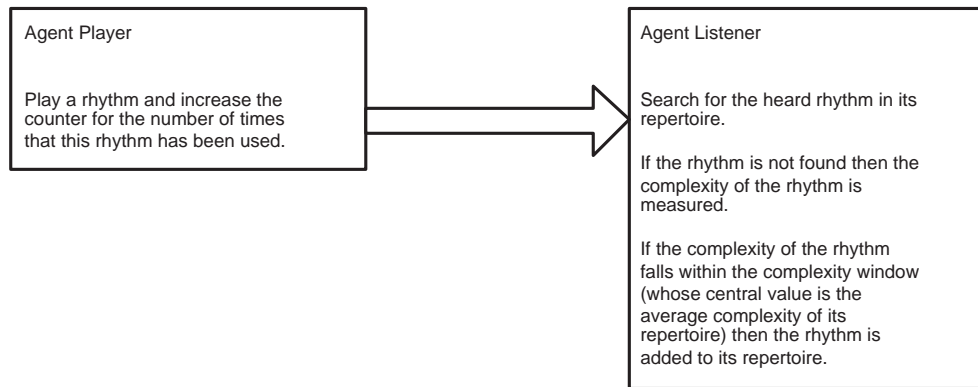 Agent Player
Play a rhythm and increase the
counter for the number of times
that this rhythm has been used.
Agent Listener
Search for the heard rhythm in its
repertoire.
If the rhythm is not found then the
complexity of the rhythm is
measured.
If the complexity of the rhythm
falls within the complexity window
(whose central value is the
average complexity of its
repertoire) then the rhythm is
added to its repertoire.